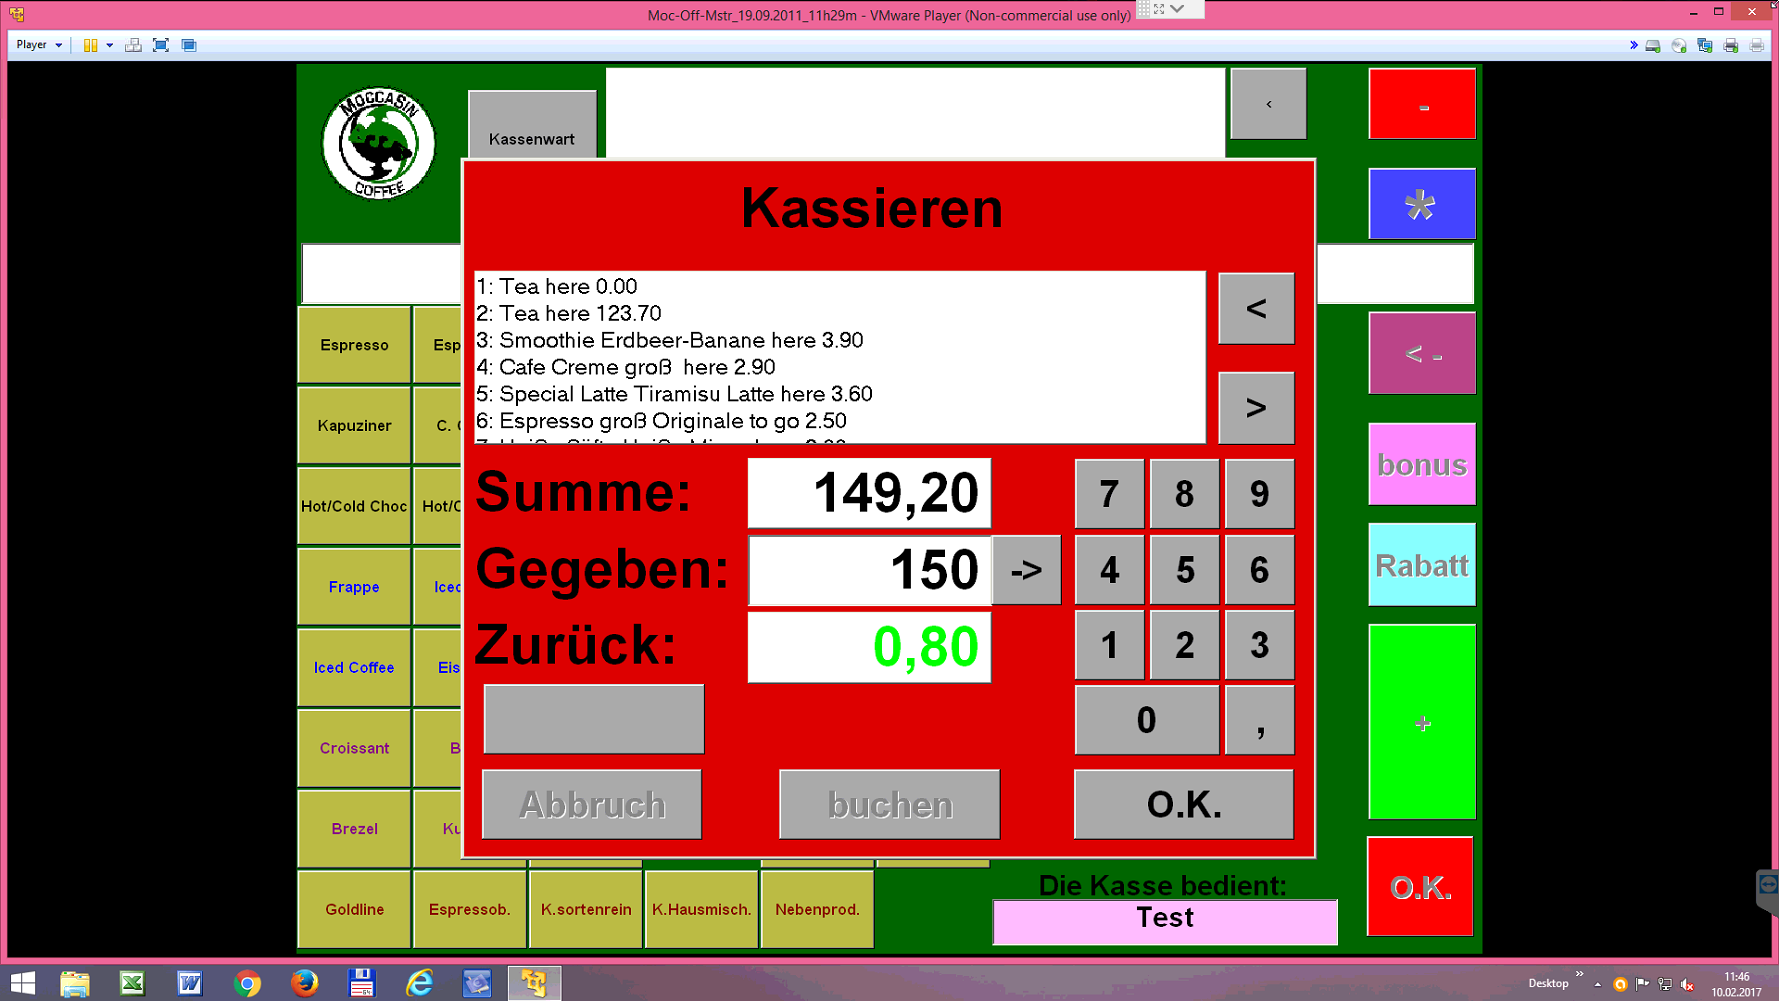 Moc-Off-Mstr_19.09.2011_11h29m - VMware Player (Non-commercial use only)
Player
MOCCASIN
COFFEE
Kassenwart
<
-
*
Kassieren
1: Tea here 0.00
2: Tea here 123.70
3: Smoothie Erdbeer-Banane here 3.90
4: Cafe Creme groß  here 2.90
5: Special Latte Tiramisu Latte here 3.60
6: Espresso groß Originale to go 2.50
<
>
Summe: 149,20
Gegeben: 150 ->
Zurück: 0,80
7 8 9
4 5 6
1 2 3
0 ,
Abbruch buchen O.K.
Espresso Esp
Kapuziner C.
Hot/Cold Choc Hot/
Frappe Iced
Iced Coffee Eis
Croissant B
Brezel Ku
Goldline Espressob. K.sortenrein K.Hausmisch. Nebenprod.
< -
bonus
Rabatt
+
O.K.
Die Kasse bedient:
Test
Desktop
11:46
10.02.2017